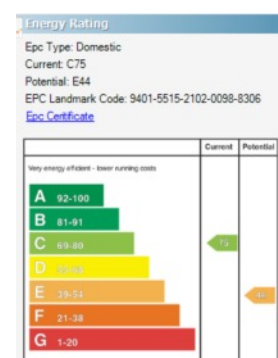 Energy Rating
Epc Type: Domestic
Current: C75
Potential: E44
EPC Landmark Code: 9401-5515-2102-0098-8306
Epc Certificate
Current Potential
Very energy efficient - lower running costs
A 92-100
B 81-91
C 69-80 75
D
E 39-54
F 21-38
G 1-20